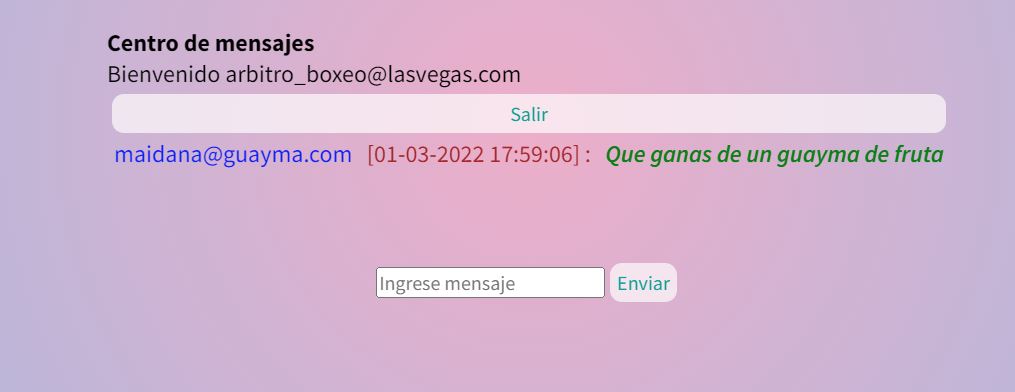 Centro de mensajes
Bienvenido arbitro_boxeo@lasvegas.com
Salir
maidana@guayma.com [01-03-2022 17:59:06] : Que ganas de un guayma de fruta
Ingrese mensaje Enviar